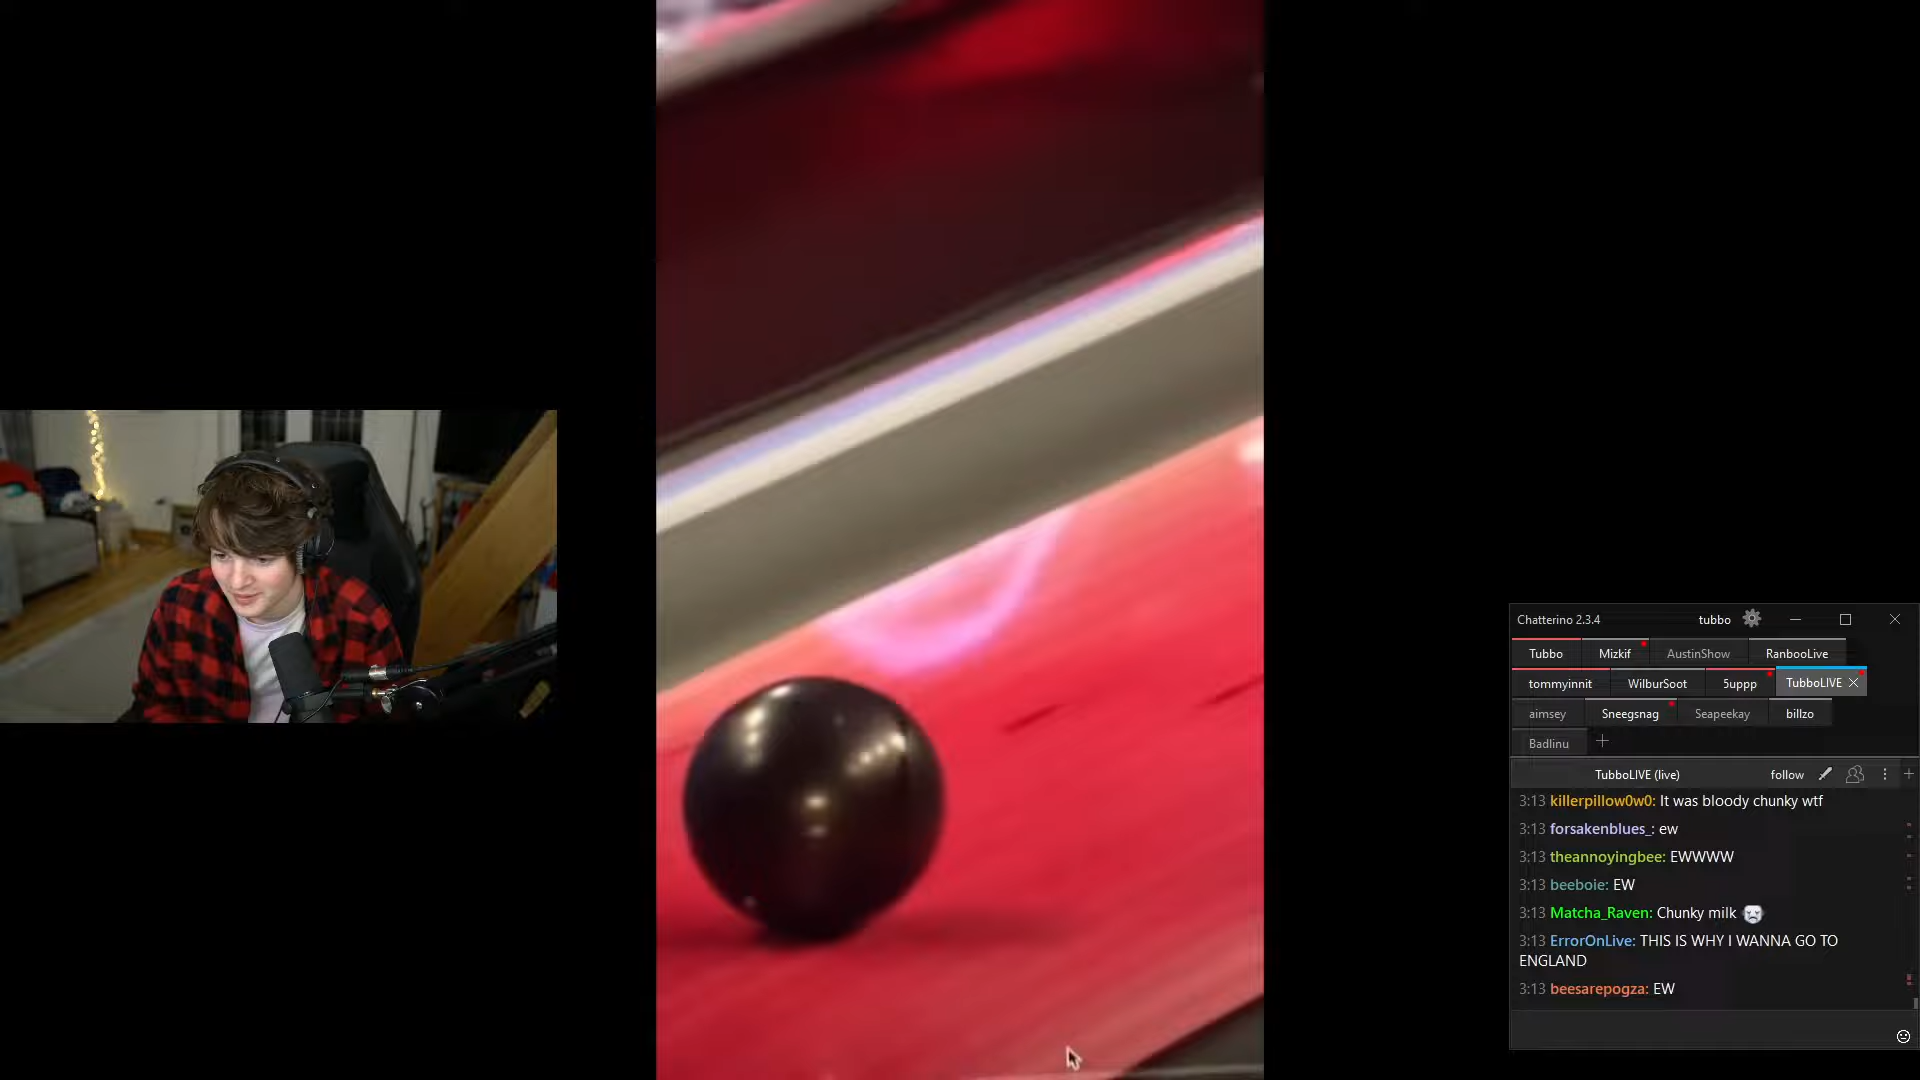 Chatterino 2.3.4 tubbo
Tubbo Mizkif AustinShow RanbooLive
tommyinnit WilburSoot 5uppp TubboLIVE
aimsey Sneegsnag Seapeekay billzo
Badlinu
TubboLIVE (live) follow
3:13 killerpillow0w0: It was bloody chunky wtf
3:13 forsakenblues_: ew
3:13 theannoyingbee: EWWWW
3:13 beeboie: EW
3:13 Matcha_Raven: Chunky milk
3:13 ErrorOnLive: THIS IS WHY I WANNA GO TO
ENGLAND
3:13 beesarepogza: EW